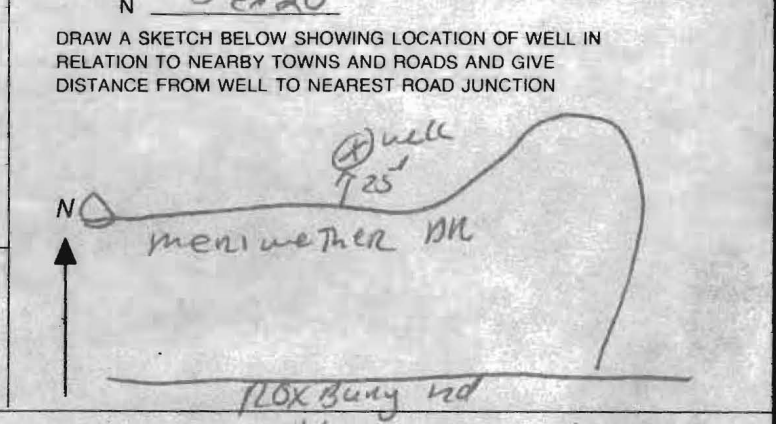 N
DRAW A SKETCH BELOW SHOWING LOCATION OF WELL IN
RELATION TO NEARBY TOWNS AND ROADS AND GIVE
DISTANCE FROM WELL TO NEAREST ROAD JUNCTION
X well
25'
N
Meriwether DR
ROXBury Rd